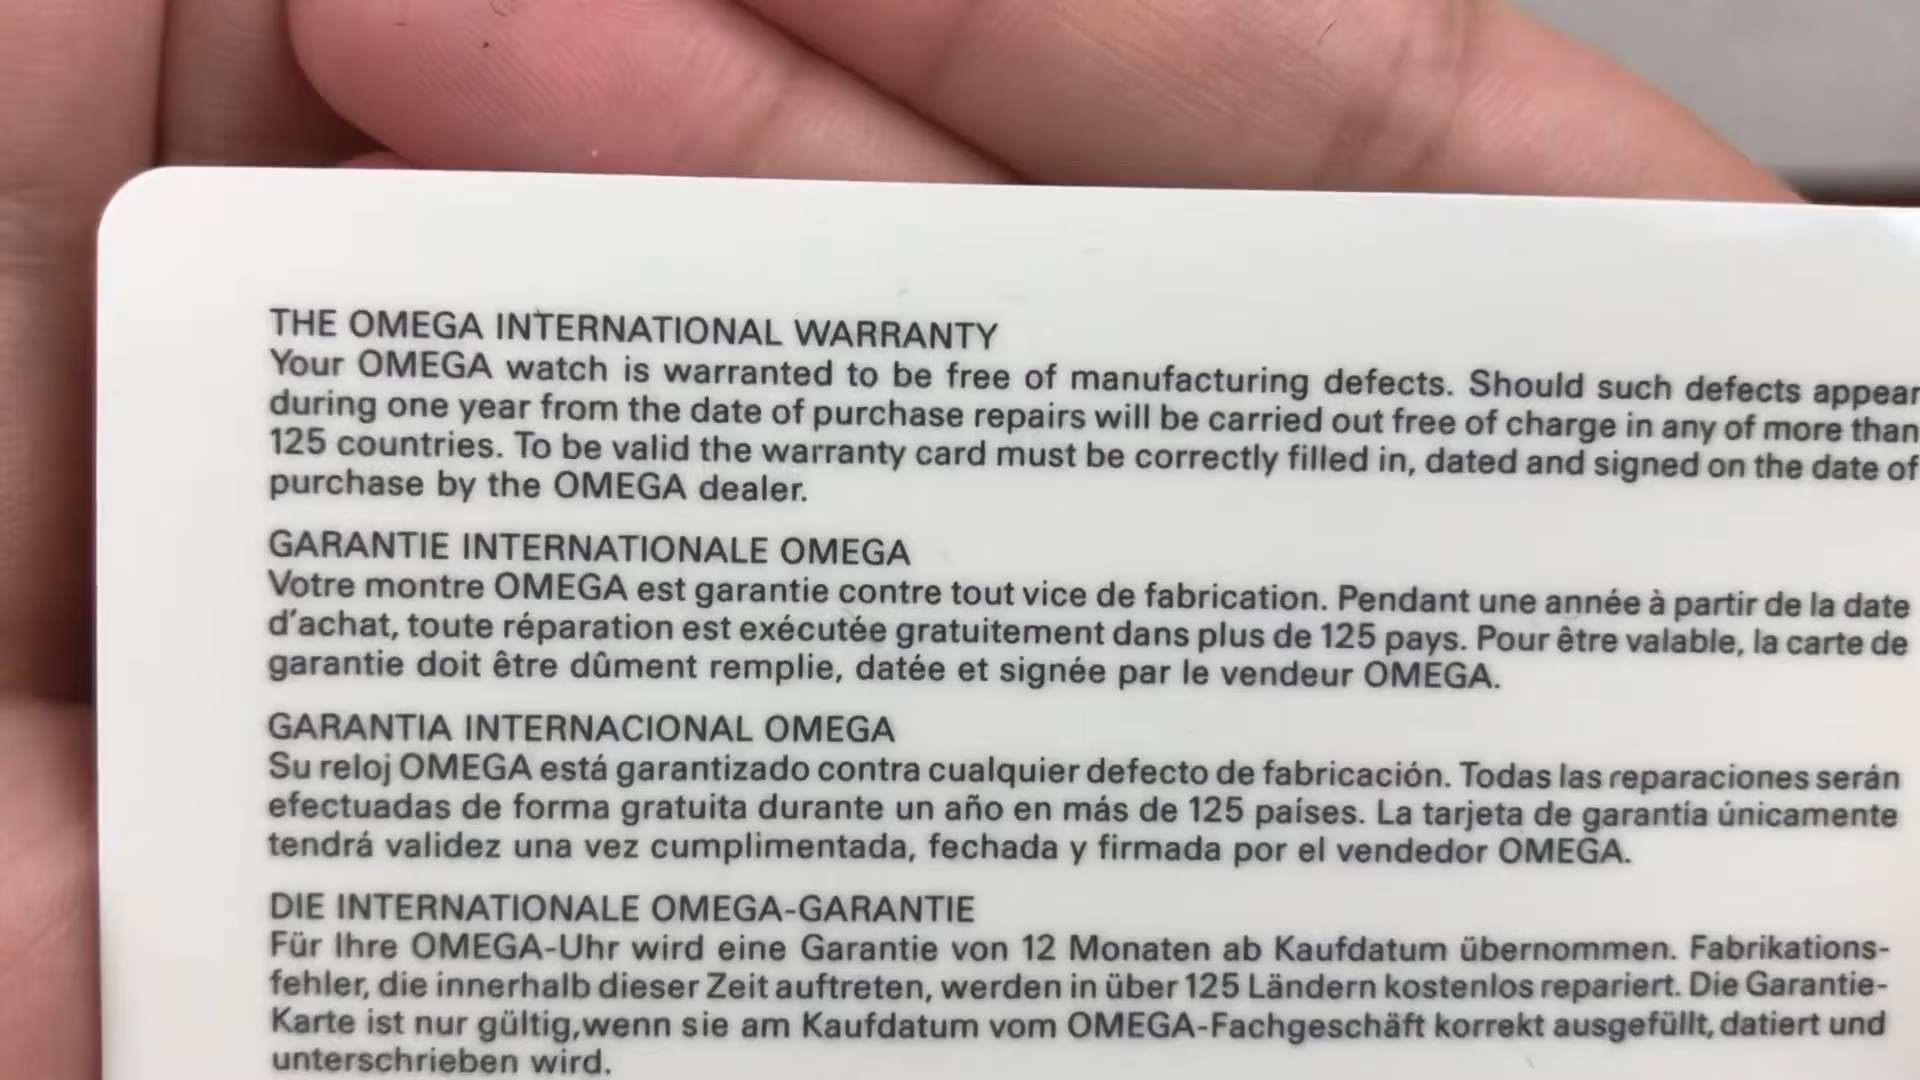 THE OMEGA INTERNATIONAL WARRANTY
Your OMEGA watch is warranted to be free of manufacturing defects. Should such defects appear
during one year from the date of purchase repairs will be carried out free of charge in any of more than
125 countries. To be valid the warranty card must be correctly filled in, dated and signed on the date of
purchase by the OMEGA dealer.
GARANTIE INTERNATIONALE OMEGA
Votre montre OMEGA est garantie contre tout vice de fabrication. Pendant une année à partir de la date
d'achat, toute réparation est exécutée gratuitement dans plus de 125 pays. Pour être valable, la carte de
garantie doit être dûment remplie, datée et signée par le vendeur OMEGA.
GARANTIA INTERNACIONAL OMEGA
Su reloj OMEGA está garantizado contra cualquier defecto de fabricación. Todas las reparaciones serán
efectuadas de forma gratuita durante un año en más de 125 países. La tarjeta de garantía únicamente
tendrá validez una vez cumplimentada, fechada y firmada por el vendedor OMEGA.
DIE INTERNATIONALE OMEGA-GARANTIE
Für Ihre OMEGA-Uhr wird eine Garantie von 12 Monaten ab Kaufdatum übernommen. Fabrikations-
fehler, die innerhalb dieser Zeit auftreten, werden in über 125 Ländern kostenlos repariert. Die Garantie-
Karte ist nur gültig,wenn sie am Kaufdatum vom OMEGA-Fachgeschäft korrekt ausgefüllt, datiert und
unterschrieben wird.